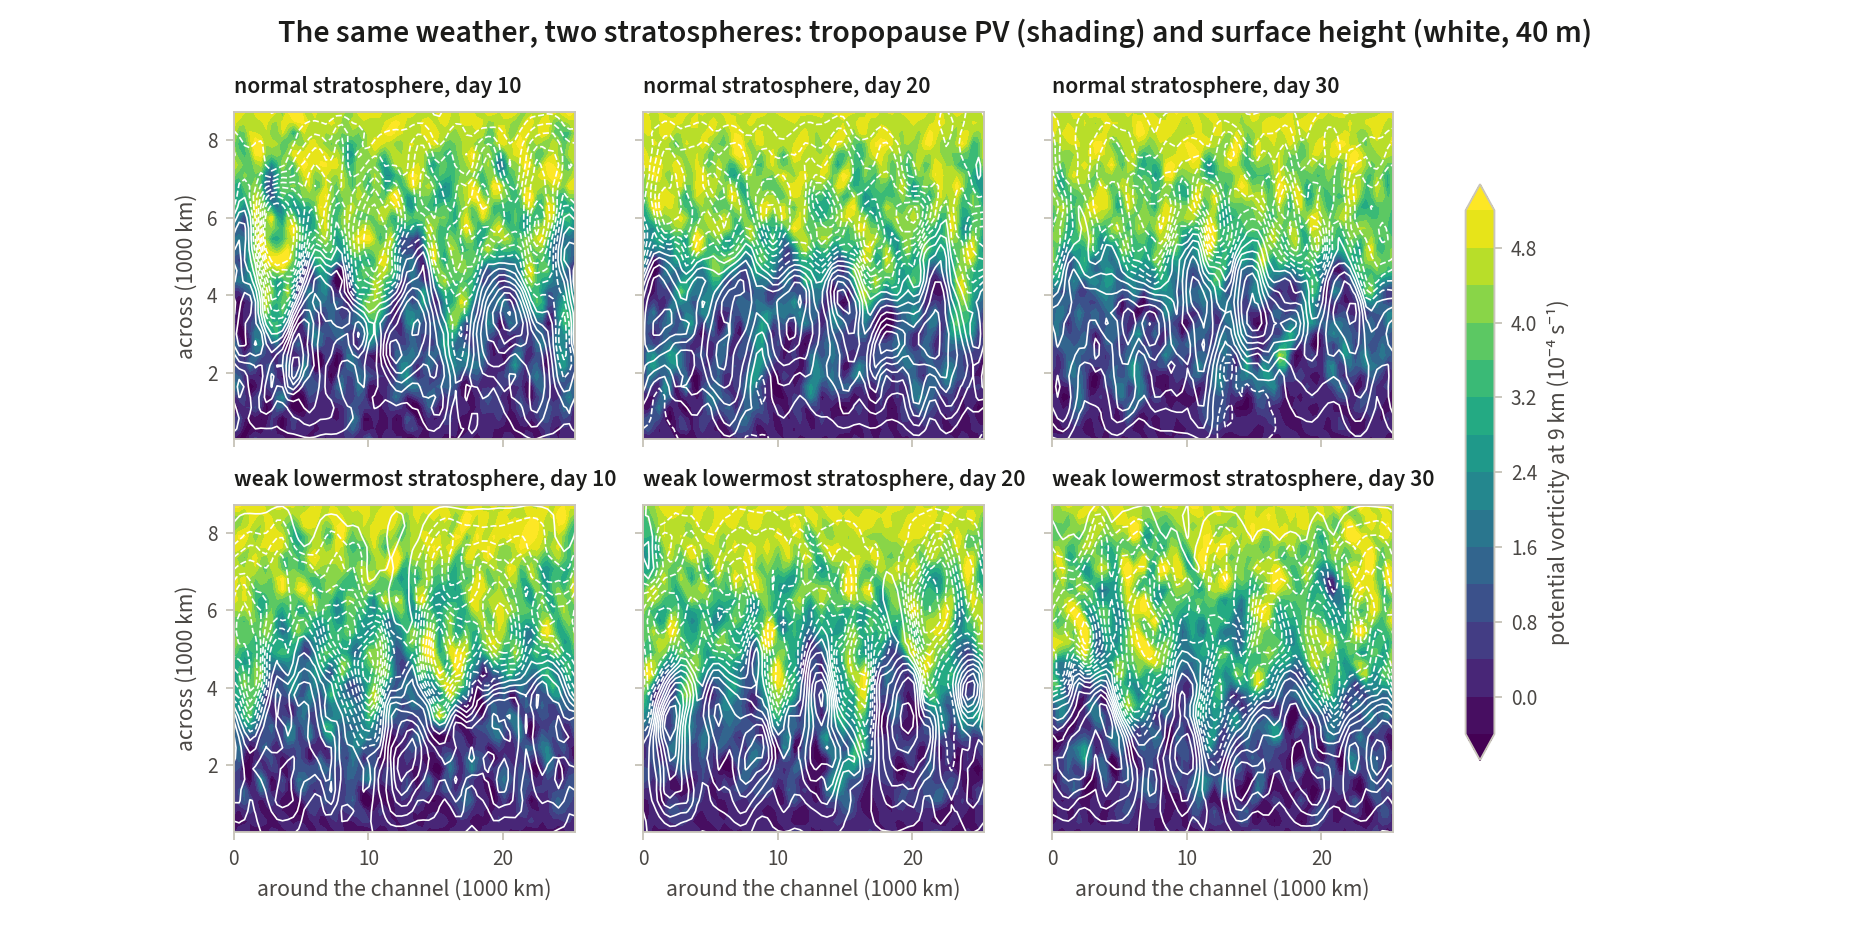 The same weather, two stratospheres: tropopause PV (shading) and surface height (white, 40 m)
normal stratosphere, day 10
normal stratosphere, day 20
normal stratosphere, day 30
8
6
4
2
across (1000 km)
weak lowermost stratosphere, day 10
weak lowermost stratosphere, day 20
weak lowermost stratosphere, day 30
8
6
4
2
across (1000 km)
0 10 20
0 10 20
0 10 20
around the channel (1000 km)
around the channel (1000 km)
around the channel (1000 km)
4.8
4.0
3.2
2.4
1.6
0.8
0.0
potential vorticity at 9 km (10⁻⁴ s⁻¹)